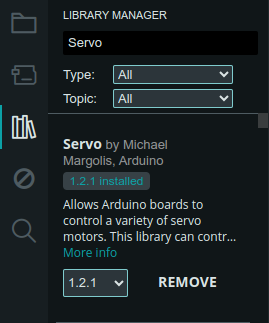 LIBRARY MANAGER
Servo
Type: All
Topic: All
Servo by Michael
Margolis, Arduino
1.2.1 installed
Allows Arduino boards to
control a variety of servo
motors. This library can contr...
More info
1.2.1 REMOVE